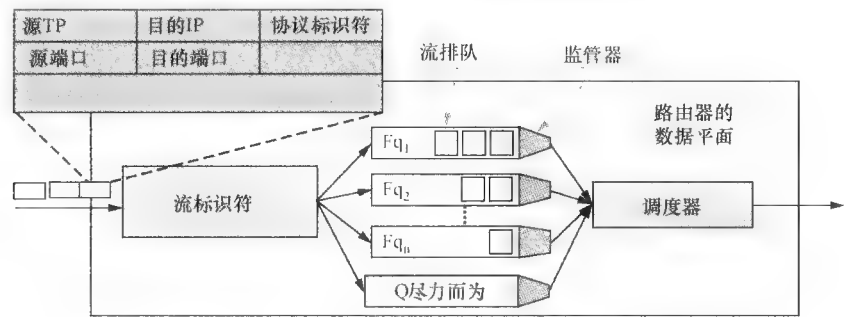 源TP 目的IP 协议标识符
源端口 目的端口
流排队 监管器
路由器的
数据平面
Fq₁
流标识符
Fq₂
调度器
Fqₙ
Q尽力而为